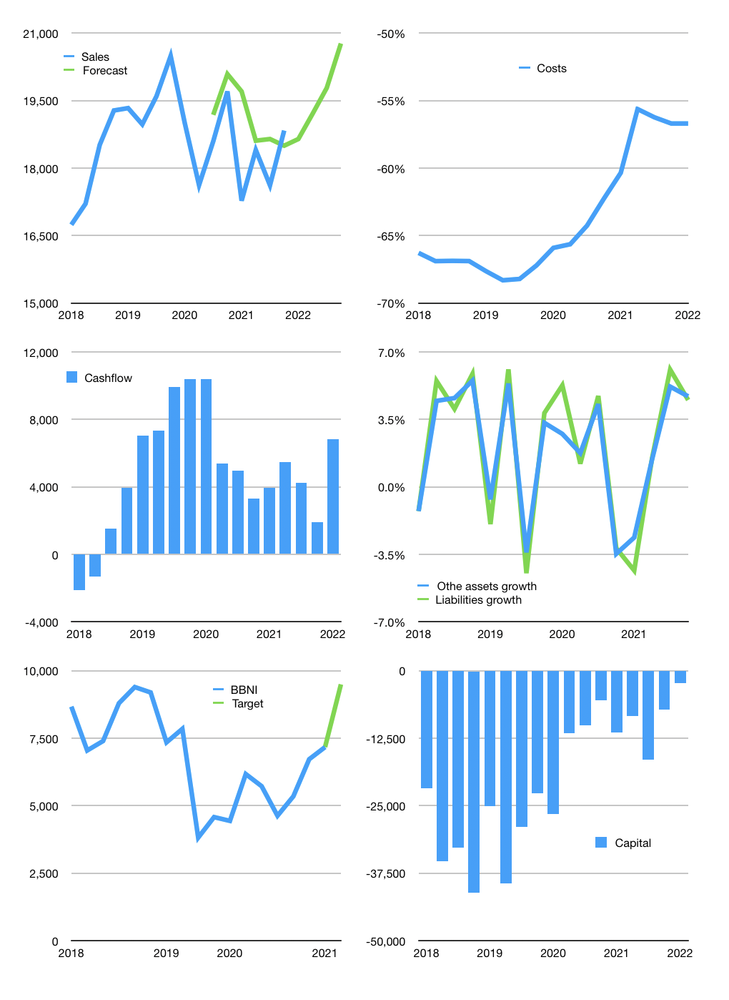 21,000
Sales
Forecast
19,500
18,000
16,500
15,000
2018 2019 2020 2021 2022
-50%
Costs
-55%
-60%
-65%
-70%
2018 2019 2020 2021 2022
12,000
Cashflow
8,000
4,000
0
-4,000
2018 2019 2020 2021 2022
7.0%
3.5%
0.0%
-3.5%
Othe assets growth
Liabilities growth
-7.0%
2018 2019 2020 2021
10,000
BBNI
Target
7,500
5,000
2,500
0
2018 2019 2020 2021
0
-12,500
-25,000
Capital
-37,500
-50,000
2018 2019 2020 2021 2022